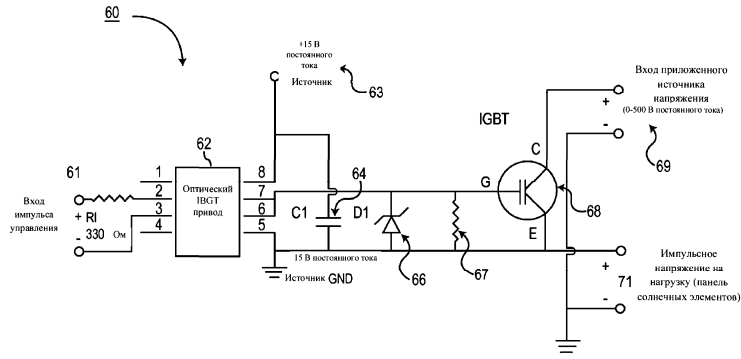 60
+15 В
постоянного
тока
Источник
63
Вход приложенного
источника
напряжения
(0-500 В постоянного тока)
+
-
69
IGBT
C
G
E
68
61
62
1
2
3
4
8
7
6
5
Оптический
IBGT
привод
Вход
импульса
управления
+
-
RI
330 Ом
64
C1
D1
66
67
15 В постоянного тока
Источник GND
71
+
-
Импульсное
напряжение на
нагрузку (панель
солнечных элементов)